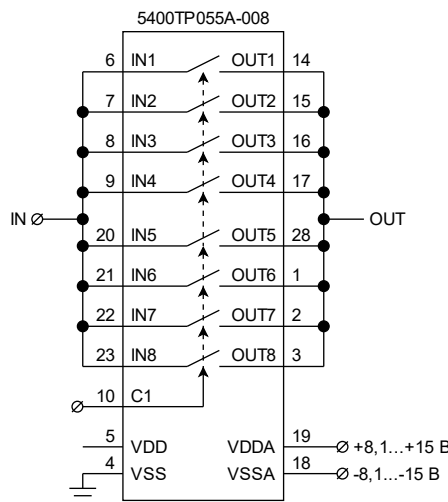 5400TP055A-008
6 IN1 OUT1 14
7 IN2 OUT2 15
8 IN3 OUT3 16
9 IN4 OUT4 17
IN OUT
20 IN5 OUT5 28
21 IN6 OUT6 1
22 IN7 OUT7 2
23 IN8 OUT8 3
10 C1
5 VDD VDDA 19 +8,1...+15 В
4 VSS VSSA 18 -8,1...-15 В